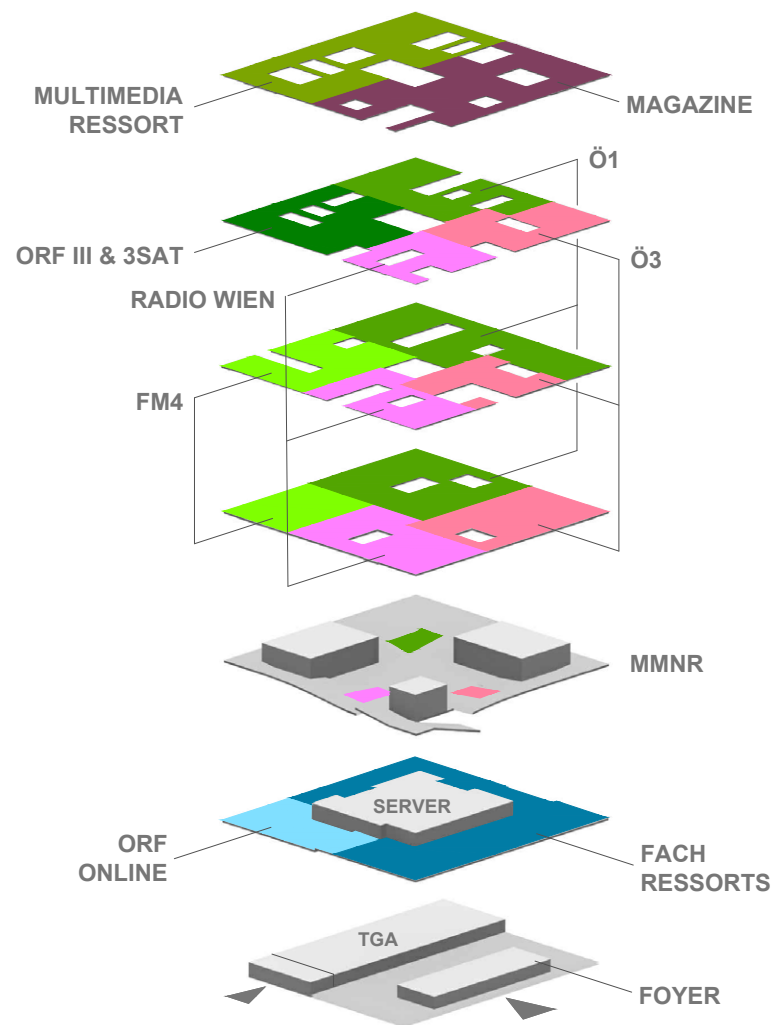 MULTIMEDIA
RESSORT
MAGAZINE
Ö1
ORF III & 3SAT
Ö3
RADIO WIEN
FM4
MMNR
SERVER
ORF
ONLINE
FACH
RESSORTS
TGA
FOYER